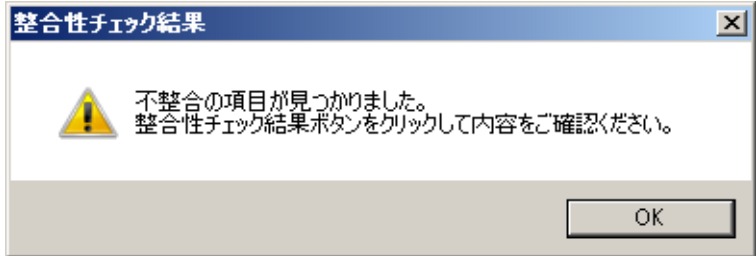 整合性チェック結果
不整合の項目が見つかりました。
整合性チェック結果ボタンをクリックして内容をご確認ください。
OK